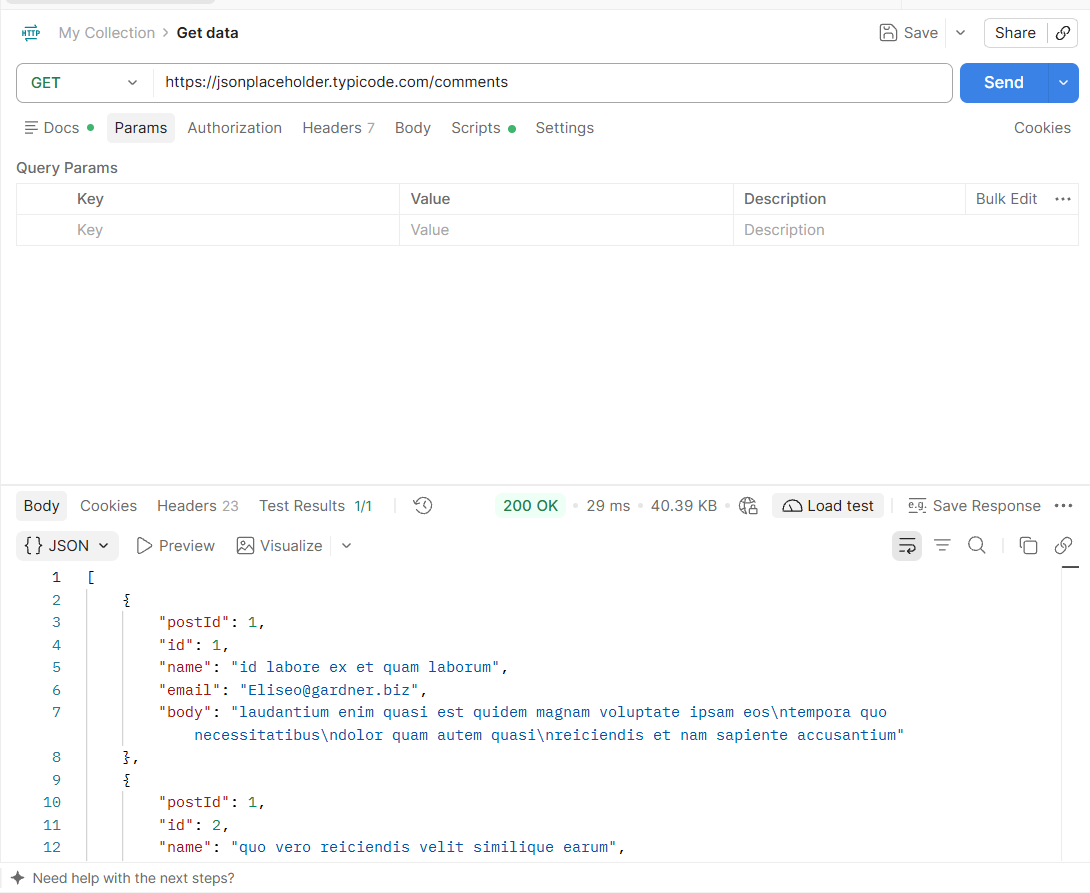 HTTP My Collection > Get data Save Share
GET https://jsonplaceholder.typicode.com/comments Send
Docs Params Authorization Headers 7 Body Scripts Settings Cookies
Query Params
Key Value Description Bulk Edit ...
Key Value Description
Body Cookies Headers 23 Test Results 1/1 200 OK • 29 ms • 40.39 KB • Load test e.g. Save Response ...
{} JSON Preview Visualize
1 [
2 {
3 "postId": 1,
4 "id": 1,
5 "name": "id labore ex et quam laborum",
6 "email": "Eliseo@gardner.biz",
7 "body": "laudantium enim quasi est quidem magnam voluptate ipsam eos\ntempora quo
necessitatibus\ndolor quam autem quasi\nreiciendis et nam sapiente accusantium"
8 },
9 {
10 "postId": 1,
11 "id": 2,
12 "name": "quo vero reiciendis velit similique earum",
Need help with the next steps?